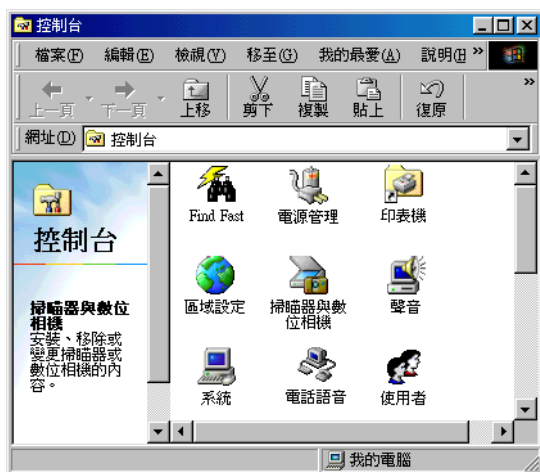 控制台
檔案(F) 編輯(E) 檢視(V) 移至(G) 我的最愛(A) 說明(H »
上一頁 下一頁 上移 剪下 複製 貼上 復原 »
網址(D) 控制台
控制台
掃瞄器與數位
相機
安裝、移除或
變更掃瞄器或
數位相機的內
容。
Find Fast 電源管理 印表機
區域設定 掃瞄器與數
位相機 聲音
系統 電話語音 使用者
我的電腦